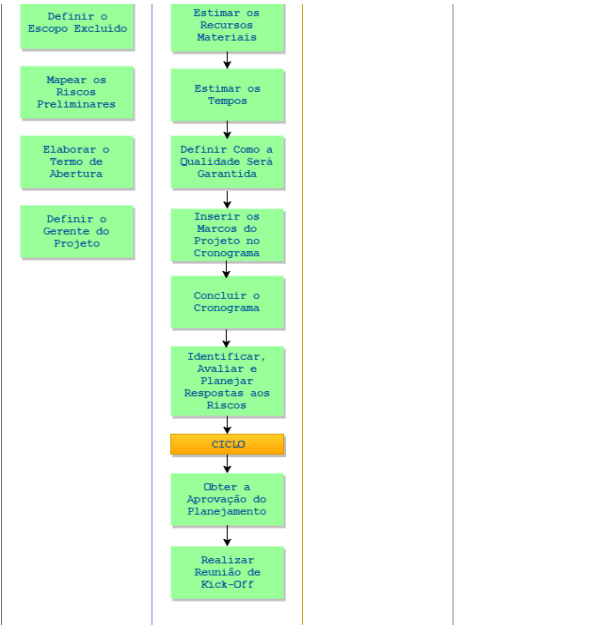 Definir o
Escopo Excluído
Mapear os
Riscos
Preliminares
Elaborar o
Termo de
Abertura
Definir o
Gerente do
Projeto
Estimar os
Recursos
Materiais
Estimar os
Tempos
Definir Como a
Qualidade Será
Garantida
Inserir os
Marcos do
Projeto no
Cronograma
Concluir o
Cronograma
Identificar,
Avaliar e
Planejar
Respostas aos
Riscos
CICLO
Obter a
Aprovação do
Planejamento
Realizar
Reunião de
Kick-Off